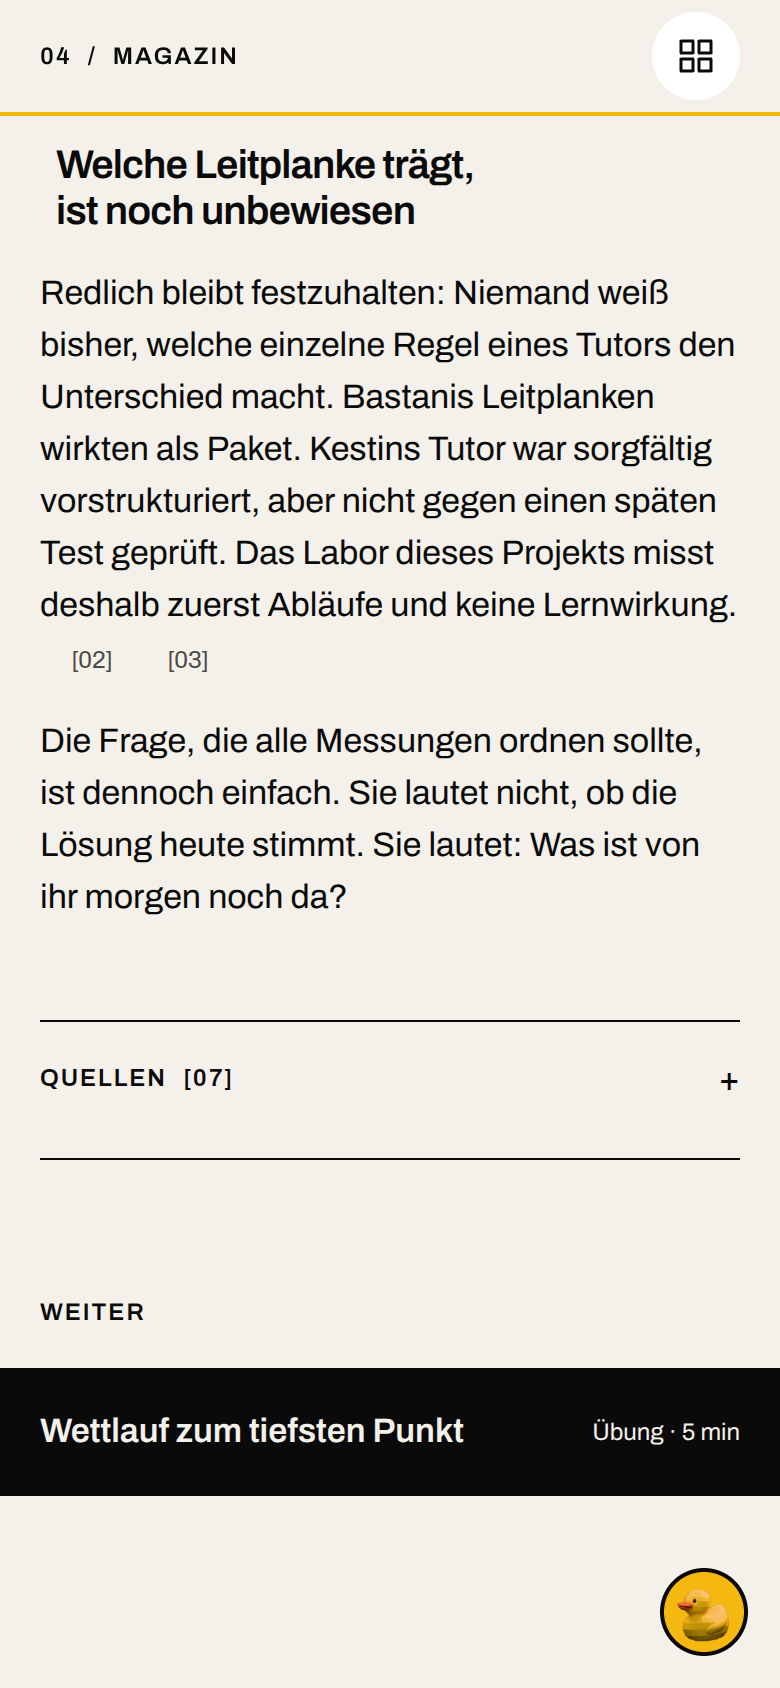 04 / MAGAZIN
Welche Leitplanke trägt,
ist noch unbewiesen
Redlich bleibt festzuhalten: Niemand weiß
bisher, welche einzelne Regel eines Tutors den
Unterschied macht. Bastanis Leitplanken
wirkten als Paket. Kestins Tutor war sorgfältig
vorstrukturiert, aber nicht gegen einen späten
Test geprüft. Das Labor dieses Projekts misst
deshalb zuerst Abläufe und keine Lernwirkung.
[02] [03]
Die Frage, die alle Messungen ordnen sollte,
ist dennoch einfach. Sie lautet nicht, ob die
Lösung heute stimmt. Sie lautet: Was ist von
ihr morgen noch da?
QUELLEN [07] +
WEITER
Wettlauf zum tiefsten Punkt Übung · 5 min